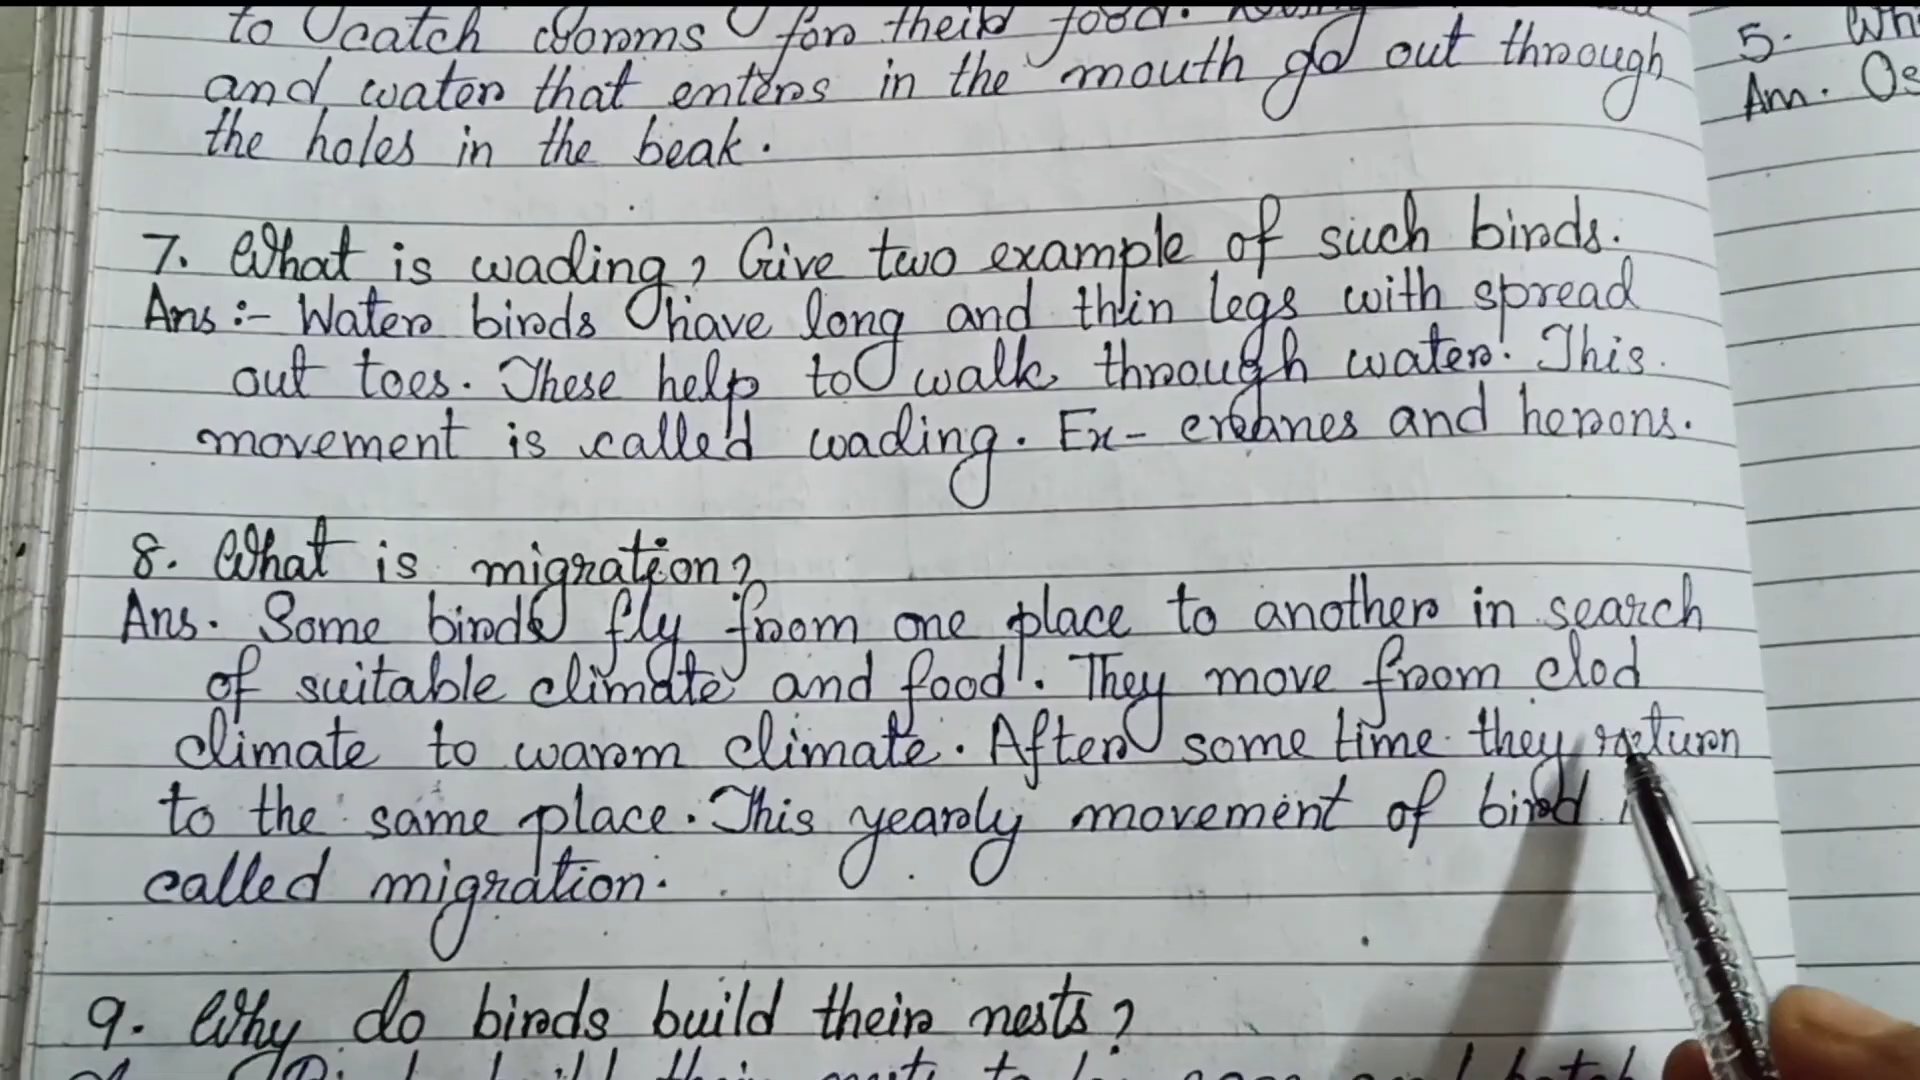 to catch worms for their food.
and water that enters in the mouth go out through
the holes in the beak.
7. What is wading? Give two example of such birds.
Ans :- Water birds have long and thin legs with spread
out toes. These help to walk through water. This
movement is called wading. Ex- creanes and herons.
8. What is migration?
Ans. Some birds fly from one place to another in search
of suitable climate and food. They move from clod
climate to warm climate. After some time they return
to the same place. This yearly movement of bird
called migration.
9. Why do birds build their nests?
build their nests to
5.
Ans.